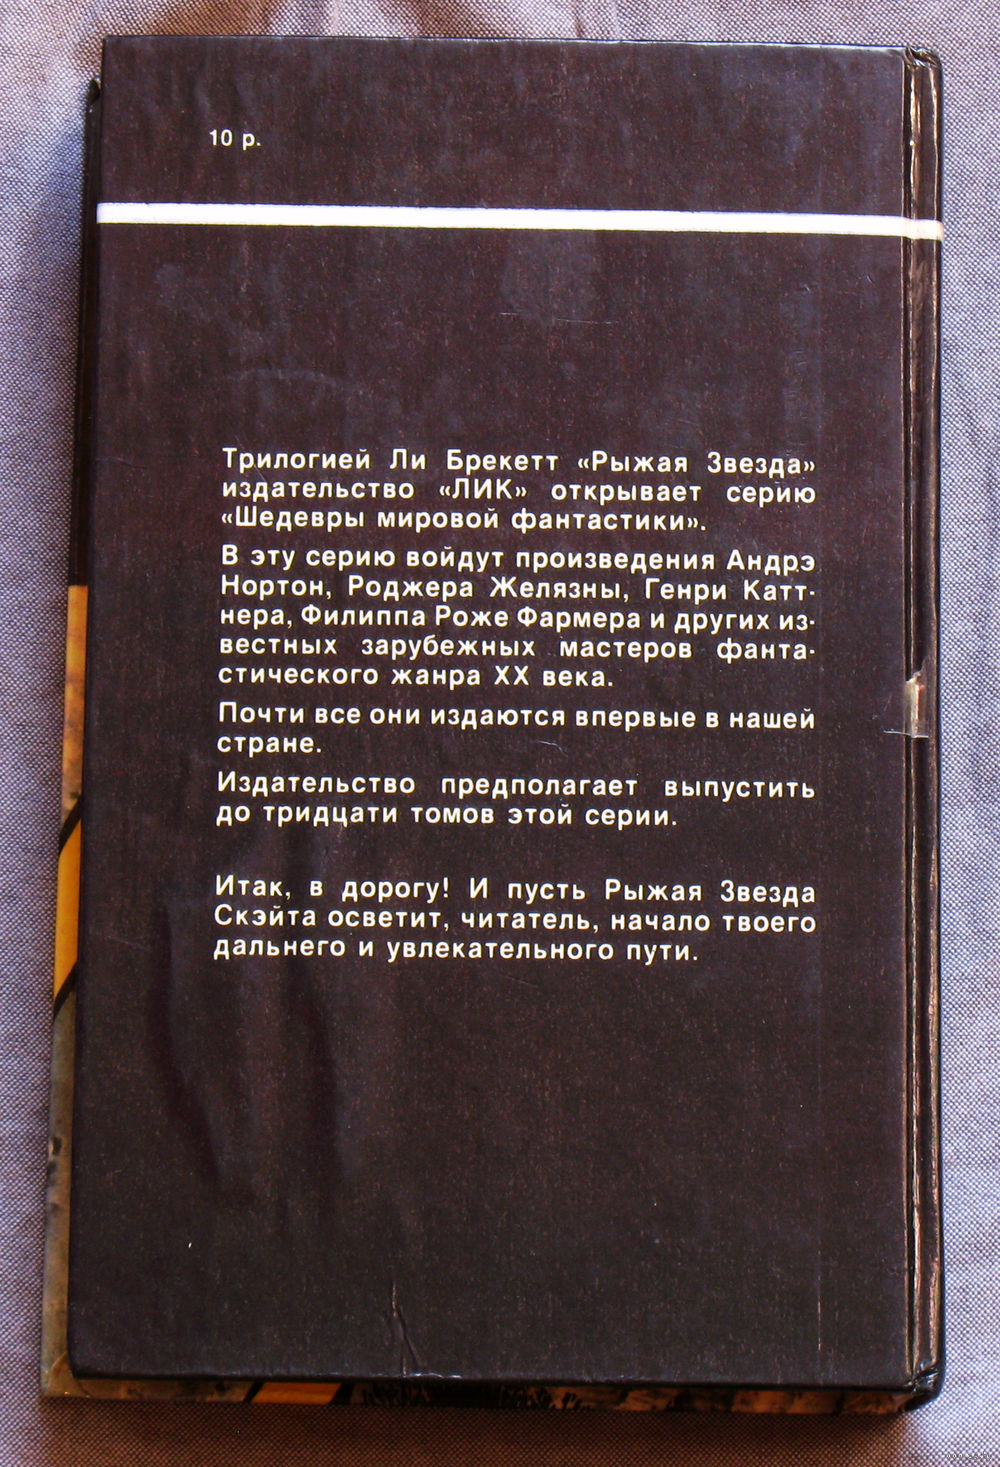 10 р.
Трилогией Ли Брекетт «Рыжая Звезда»
издательство «ЛИК» открывает серию
«Шедевры мировой фантастики».
В эту серию войдут произведения Андрэ
Нортон, Роджера Желязны, Генри Катт-
нера, Филиппа Роже Фармера и других из-
вестных зарубежных мастеров фанта-
стического жанра XX века.
Почти все они издаются впервые в нашей
стране.
Издательство предполагает выпустить
до тридцати томов этой серии.
Итак, в дорогу! И пусть Рыжая Звезда
Скэйта осветит, читатель, начало твоего
дальнего и увлекательного пути.